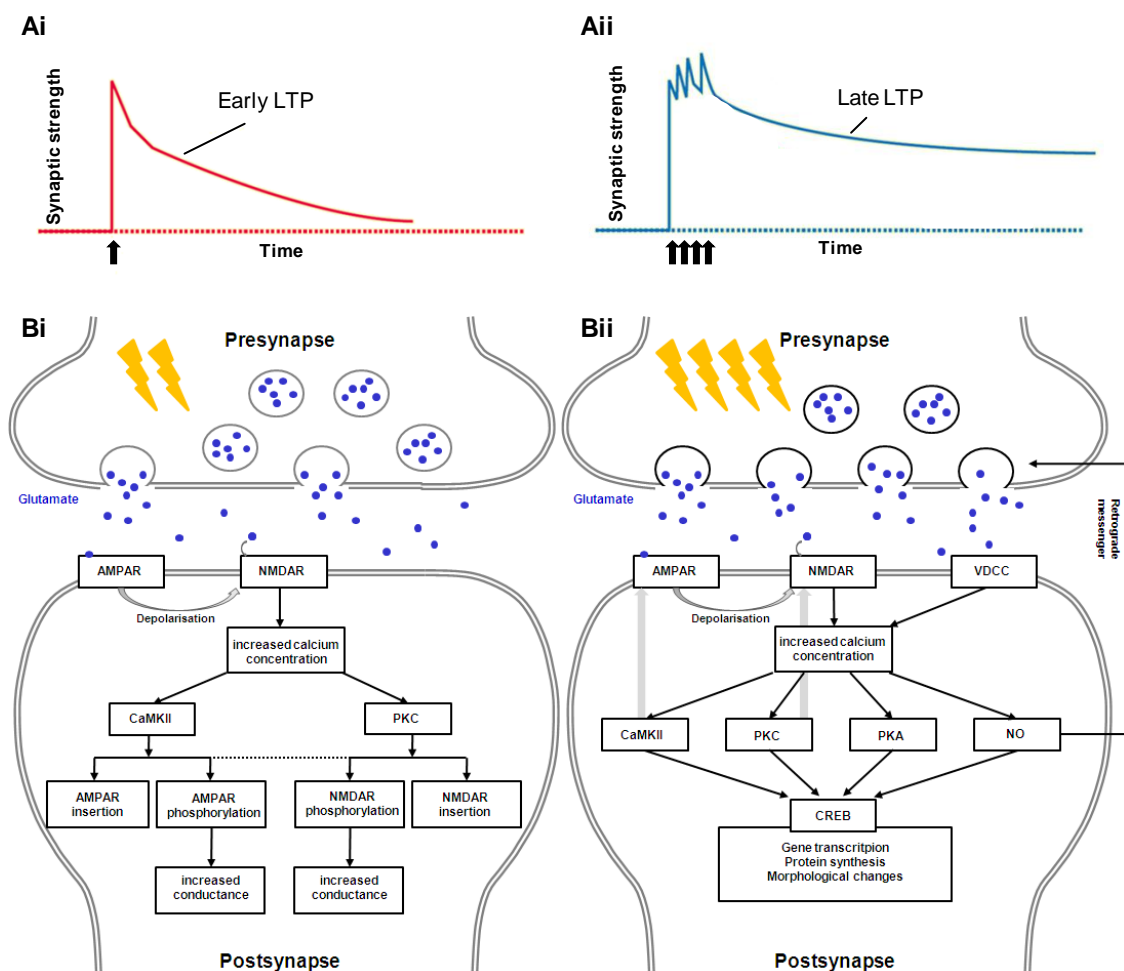 Ai
Synaptic strength
Early LTP
Time
Aii
Synaptic strength
Late LTP
Time
Bi
Presynapse
Glutamate
AMPAR
NMDAR
Depolarisation
increased calcium
concentration
CaMKII
PKC
AMPAR
insertion
AMPAR
phosphorylation
NMDAR
phosphorylation
NMDAR
insertion
increased
conductance
increased
conductance
Postsynapse
Bii
Presynapse
Glutamate
Retrograde
messenger
AMPAR
NMDAR
VDCC
Depolarisation
increased calcium
concentration
CaMKII
PKC
PKA
NO
CREB
Gene transcritpion
Protein synthesis
Morphological changes
Postsynapse